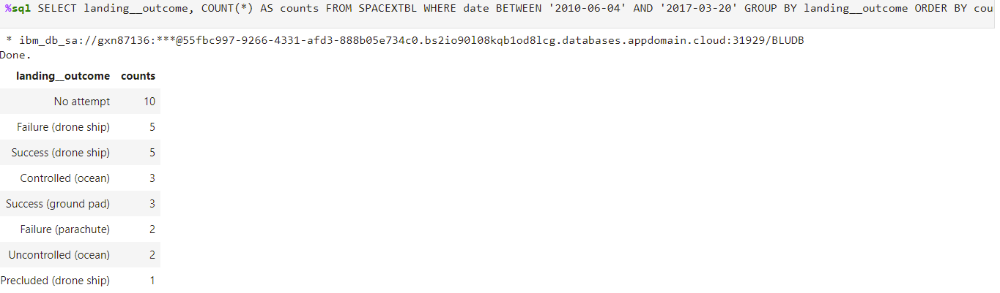 %sql SELECT landing__outcome, COUNT(*) AS counts FROM SPACEXTBL WHERE date BETWEEN '2010-06-04' AND '2017-03-20' GROUP BY landing__outcome ORDER BY cou
* ibm_db_sa://gxn87136:***@55fbc997-9266-4331-afd3-888b05e734c0.bs2io90l08kqb1od8lcg.databases.appdomain.cloud:31929/BLUDB
Done.
landing__outcome counts
No attempt 10
Failure (drone ship) 5
Success (drone ship) 5
Controlled (ocean) 3
Success (ground pad) 3
Failure (parachute) 2
Uncontrolled (ocean) 2
Precluded (drone ship) 1